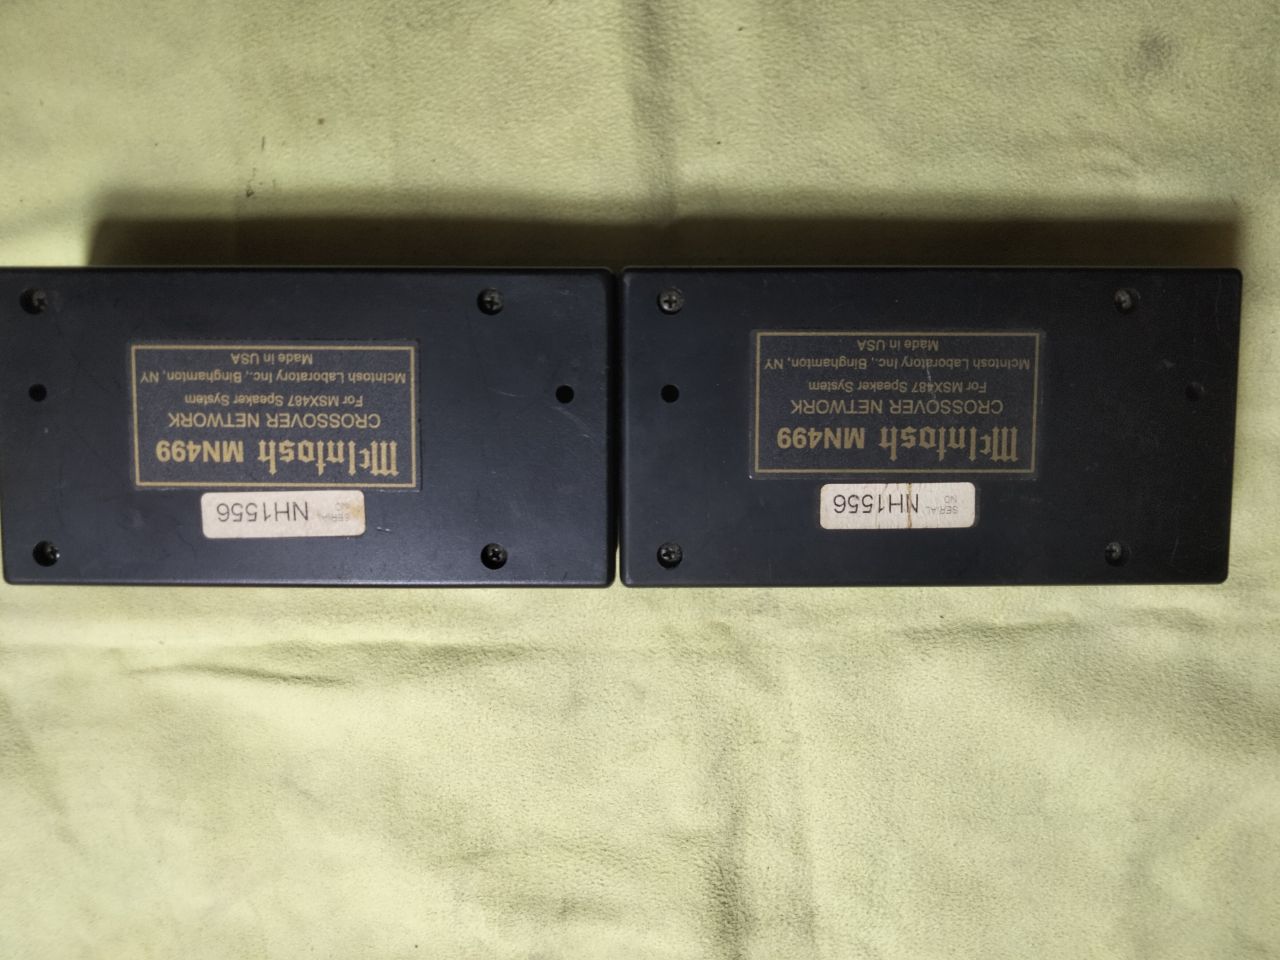 SERIAL NO NH1556
McIntosh MN499
CROSSOVER NETWORK
For MSX487 Speaker System
McIntosh Laboratory Inc., Binghamton, NY
Made in USA
SERIAL NO NH1556
McIntosh MN499
CROSSOVER NETWORK
For MSX487 Speaker System
McIntosh Laboratory Inc., Binghamton, NY
Made in USA